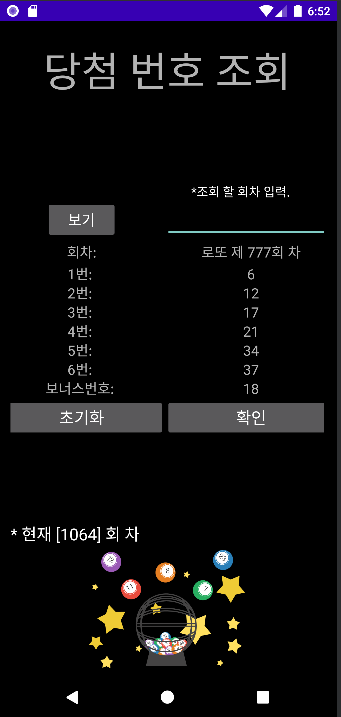 6:52
당첨 번호 조회
*조회 할 회차 입력.
보기
회차: 로또 제 777회 차
1번: 6
2번: 12
3번: 17
4번: 21
5번: 34
6번: 37
보너스번호: 18
초기화 확인
* 현재 [1064] 회 차